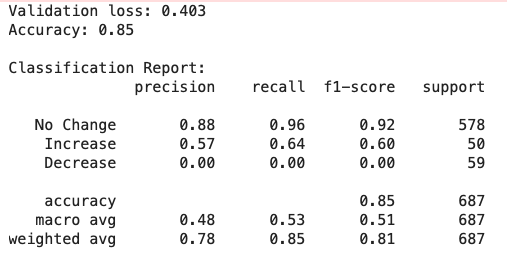 Validation loss: 0.403
Accuracy: 0.85
Classification Report:
precision recall f1-score support
No Change 0.88 0.96 0.92 578
Increase 0.57 0.64 0.60 50
Decrease 0.00 0.00 0.00 59
accuracy 0.85 687
macro avg 0.48 0.53 0.51 687
weighted avg 0.78 0.85 0.81 687